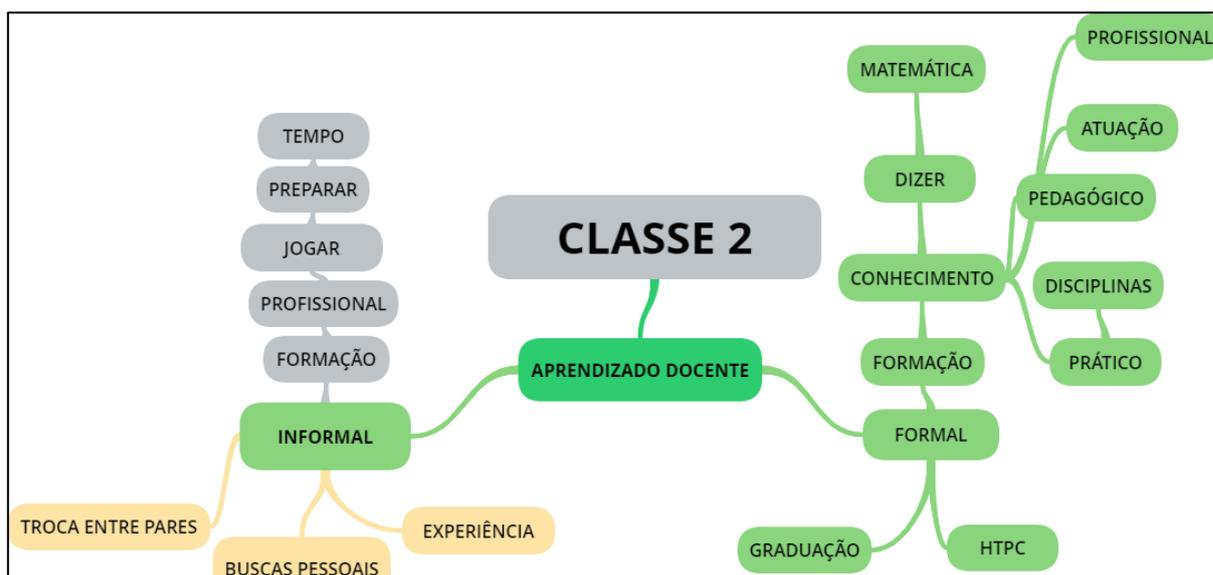 CLASSE 2
APRENDIZADO DOCENTE
INFORMAL
FORMAÇÃO
PROFISSIONAL
JOGAR
PREPARAR
TEMPO
TROCA ENTRE PARES
BUSCAS PESSOAIS
EXPERIÊNCIA
FORMAL
FORMAÇÃO
CONHECIMENTO
DIZER
MATEMÁTICA
PROFISSIONAL
ATUAÇÃO
PEDAGÓGICO
DISCIPLINAS
PRÁTICO
GRADUAÇÃO
HTPC